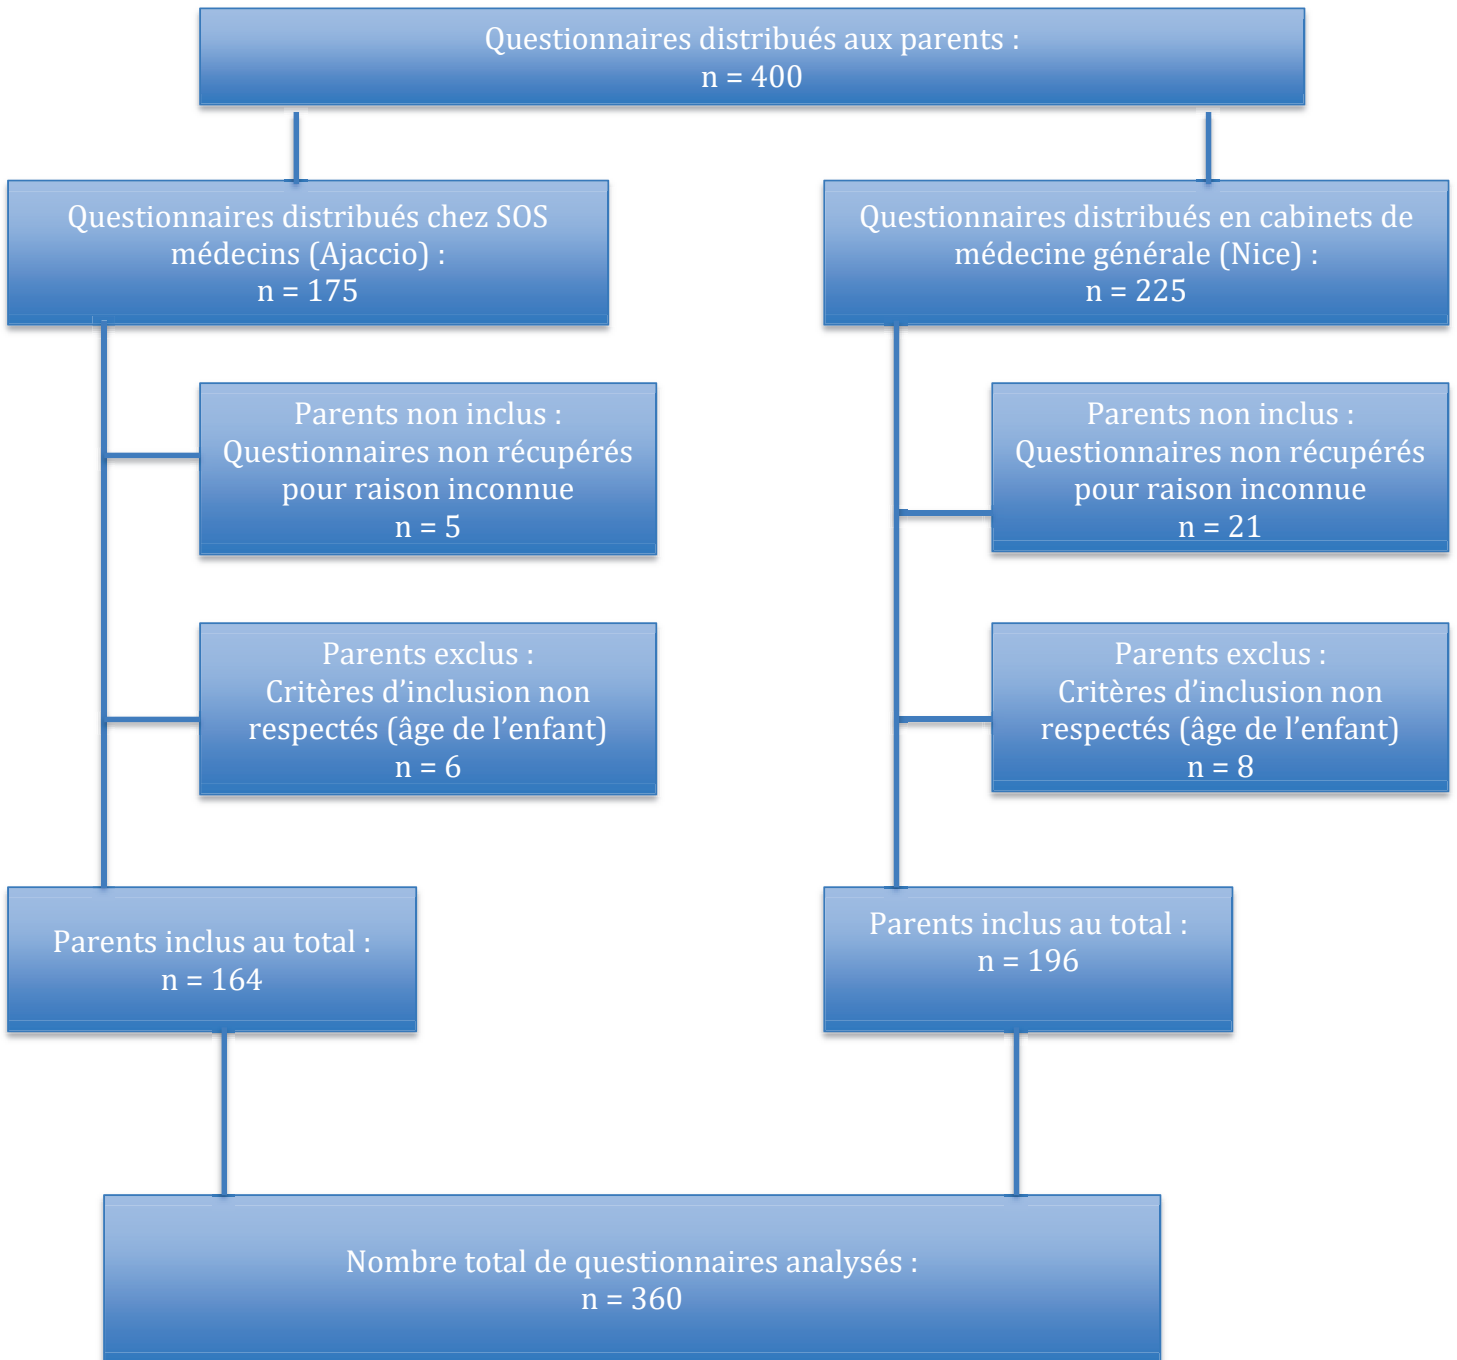 Questionnaires distribués aux parents :
n = 400
Questionnaires distribués chez SOS
médecins (Ajaccio) :
n = 175
Questionnaires distribués en cabinets de
médecine générale (Nice) :
n = 225
Parents non inclus :
Questionnaires non récupérés
pour raison inconnue
n = 5
Parents non inclus :
Questionnaires non récupérés
pour raison inconnue
n = 21
Parents exclus :
Critères d’inclusion non
respectés (âge de l’enfant)
n = 6
Parents exclus :
Critères d’inclusion non
respectés (âge de l’enfant)
n = 8
Parents inclus au total :
n = 164
Parents inclus au total :
n = 196
Nombre total de questionnaires analysés :
n = 360